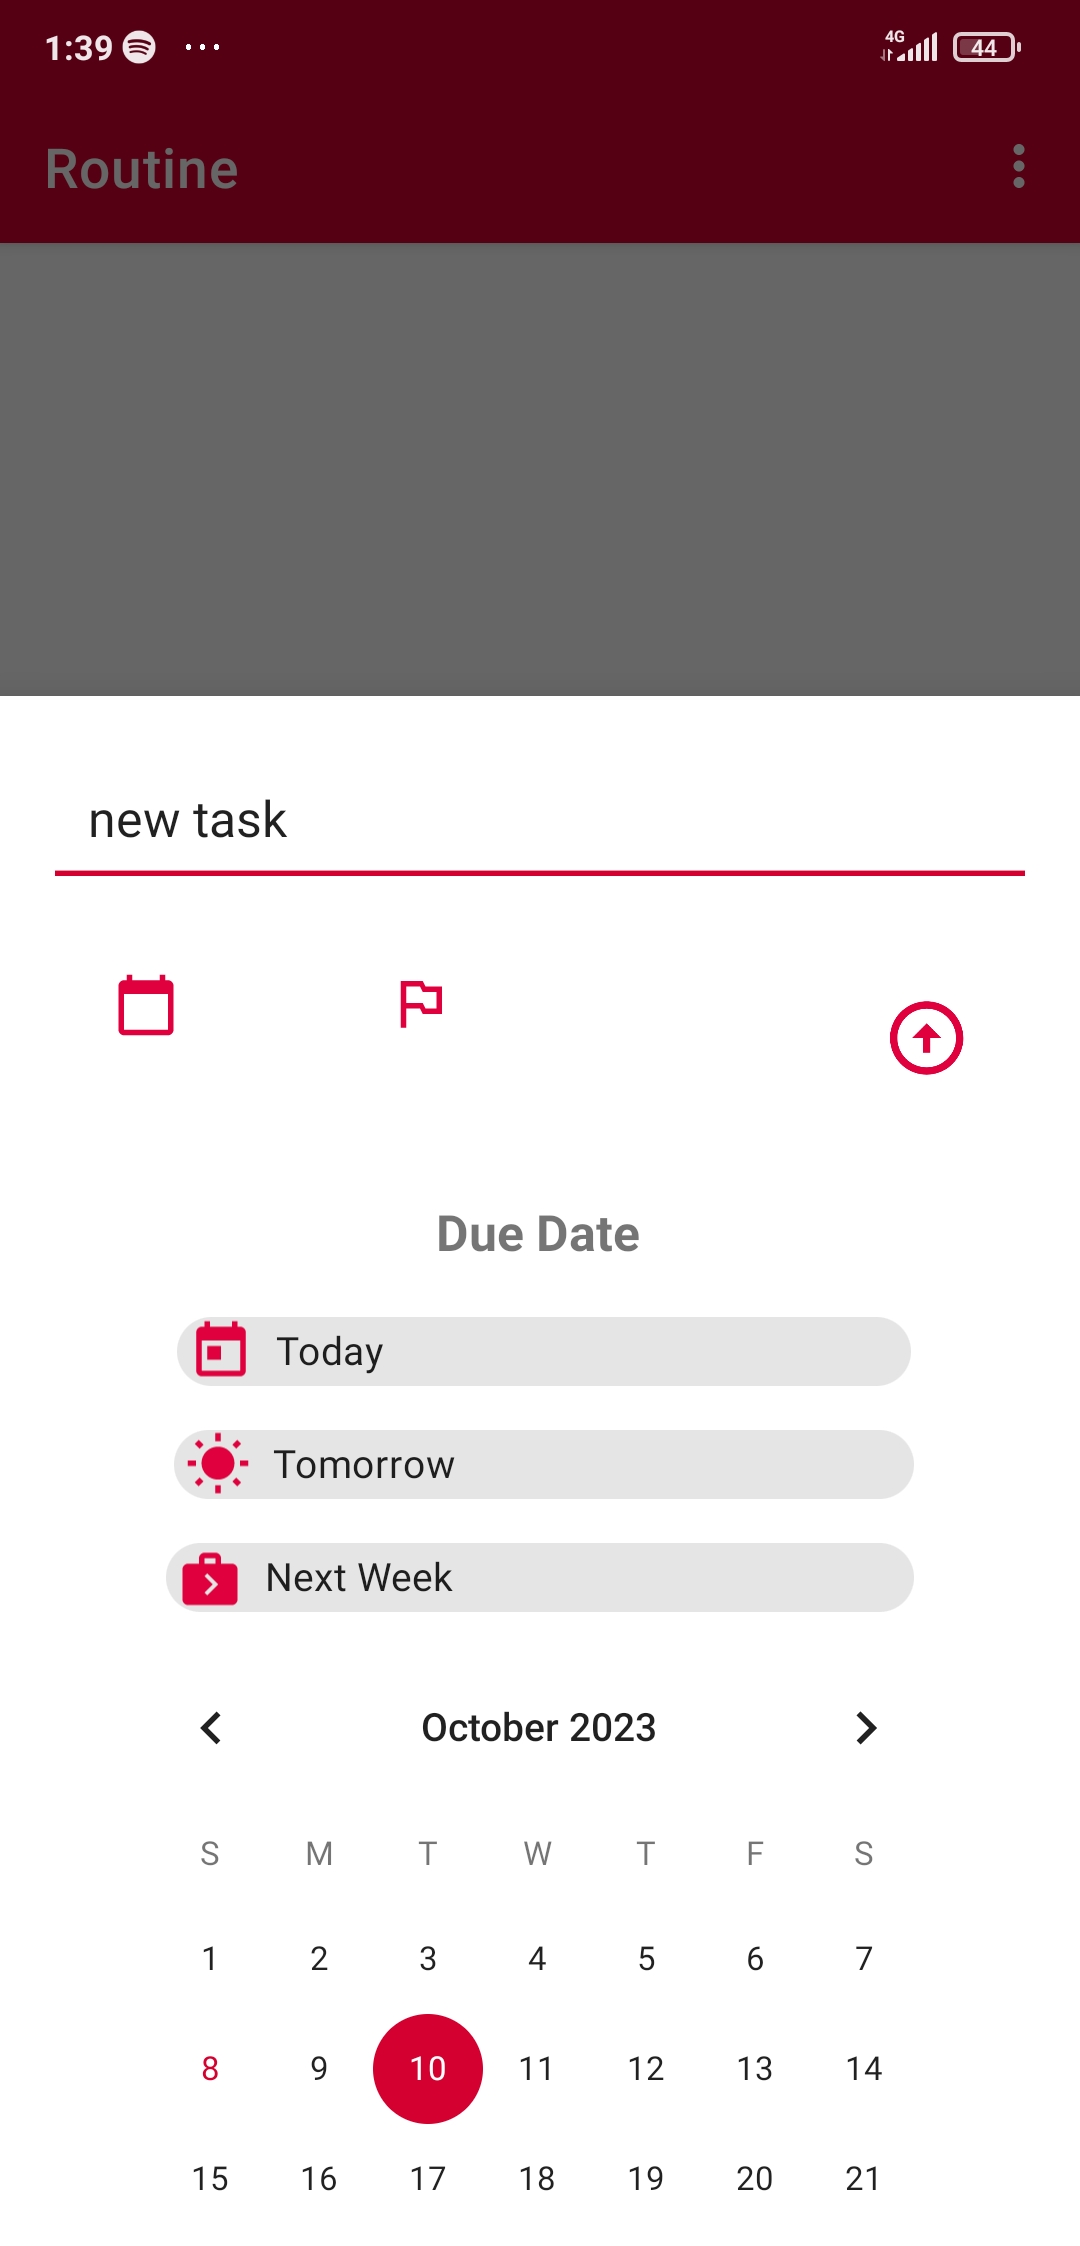 1:39 ... 4G 44
Routine
new task
Due Date
Today
Tomorrow
Next Week
October 2023
S M T W T F S
1 2 3 4 5 6 7
8 9 10 11 12 13 14
15 16 17 18 19 20 21